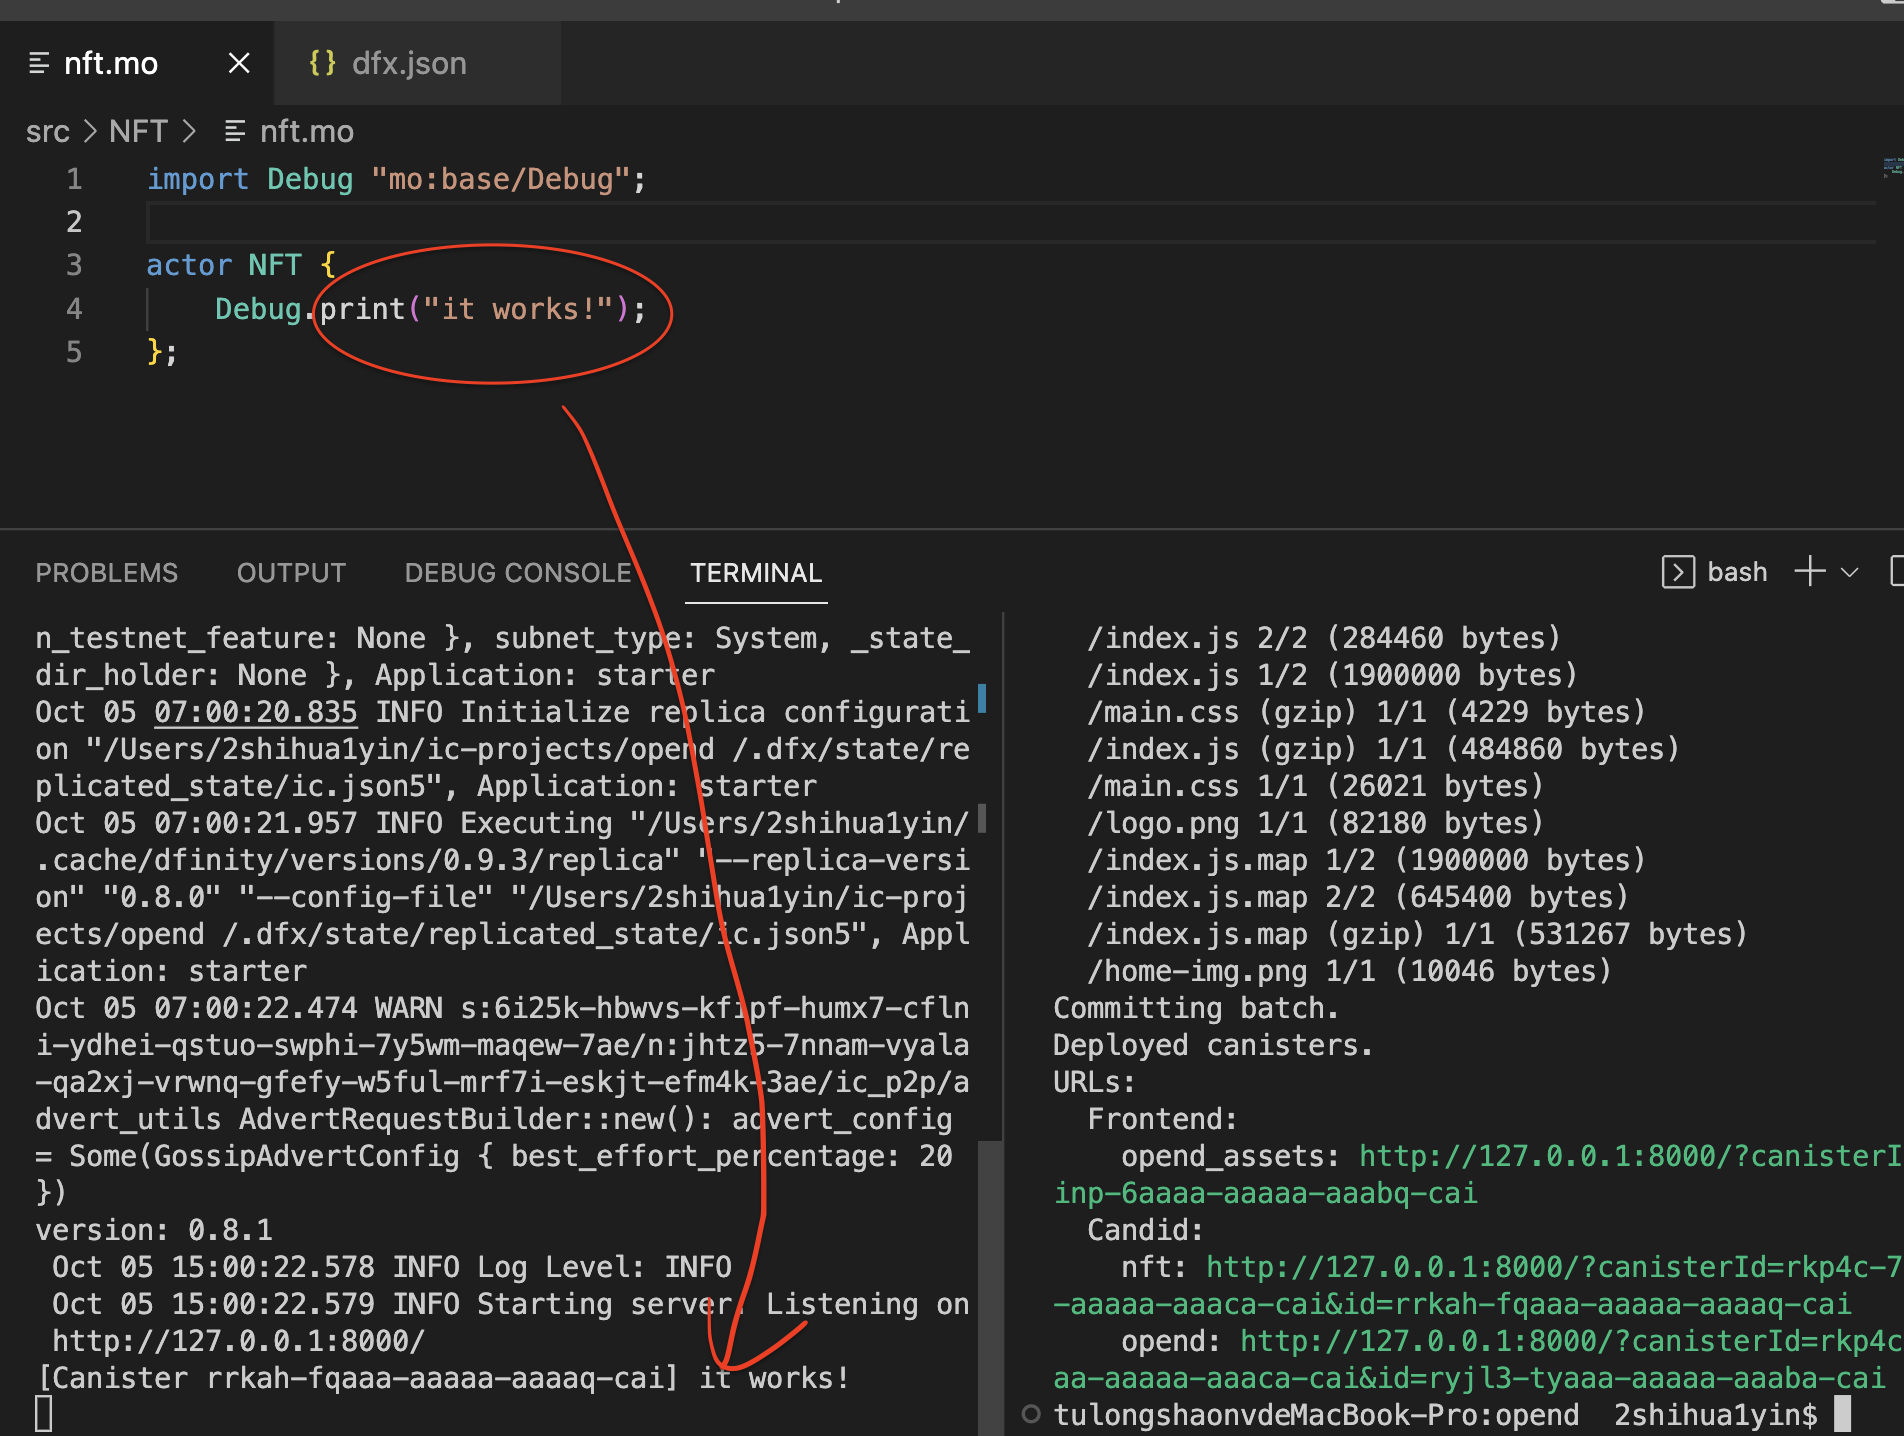 nft.mo
dfx.json
src > NFT > nft.mo
1 import Debug "mo:base/Debug";
2
3 actor NFT {
4 Debug.print("it works!");
5 };
PROBLEMS OUTPUT DEBUG CONSOLE TERMINAL
bash
n_testnet_feature: None }, subnet_type: System, _state_
dir_holder: None }, Application: starter
Oct 05 07:00:20.835 INFO Initialize replica configurati
on "/Users/2shihua1yin/ic-projects/opend /.dfx/state/re
plicated_state/ic.json5", Application: starter
Oct 05 07:00:21.957 INFO Executing "/Users/2shihua1yin/
.cache/dfinity/versions/0.9.3/replica" "--replica-versi
on" "0.8.0" "--config-file" "/Users/2shihua1yin/ic-proj
ects/opend /.dfx/state/replicated_state/ic.json5", Appl
ication: starter
Oct 05 07:00:22.474 WARN s:6i25k-hbwvs-kfipf-humx7-cfln
i-ydhei-qstuo-swphi-7y5wm-maqew-7ae/n:jhtz5-7nnam-vyala
-qa2xj-vrwnq-gfefy-w5ful-mrf7i-eskjt-efm4k-3ae/ic_p2p/a
dvert_utils AdvertRequestBuilder::new(): advert_config
= Some(GossipAdvertConfig { best_effort_percentage: 20
})
version: 0.8.1
Oct 05 15:00:22.578 INFO Log Level: INFO
Oct 05 15:00:22.579 INFO Starting server. Listening on
http://127.0.0.1:8000/
[Canister rrkah-fqaaa-aaaaa-aaaaq-cai] it works!
/index.js 2/2 (284460 bytes)
/index.js 1/2 (1900000 bytes)
/main.css (gzip) 1/1 (4229 bytes)
/index.js (gzip) 1/1 (484860 bytes)
/main.css 1/1 (26021 bytes)
/logo.png 1/1 (82180 bytes)
/index.js.map 1/2 (1900000 bytes)
/index.js.map 2/2 (645400 bytes)
/index.js.map (gzip) 1/1 (531267 bytes)
/home-img.png 1/1 (10046 bytes)
Committing batch.
Deployed canisters.
URLs:
Frontend:
opend_assets: http://127.0.0.1:8000/?canisterI
inp-6aaaa-aaaaa-aaabq-cai
Candid:
nft: http://127.0.0.1:8000/?canisterId=rkp4c-7
-aaaaa-aaaca-cai&id=rrkah-fqaaa-aaaaa-aaaaq-cai
opend: http://127.0.0.1:8000/?canisterId=rkp4c
aa-aaaaa-aaaca-cai&id=ryjl3-tyaaa-aaaaa-aaaba-cai
tulongshaonvdeMacBook-Pro:opend 2shihua1yin$